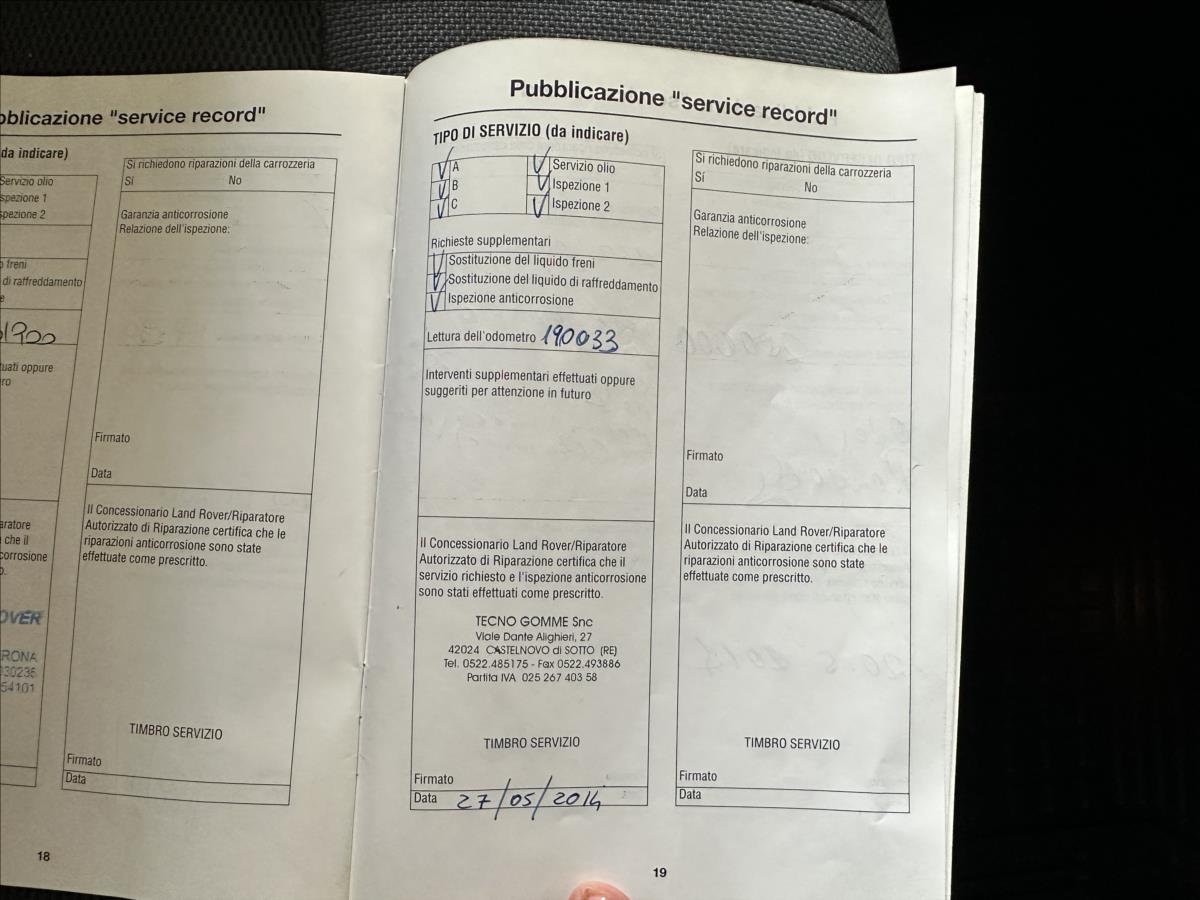 "service record"
da indicare)
Servizio olio
Ispezione 1
Ispezione 2
freni
di raffreddamento
1900
oppure
che il
corrosione
OVER
Si richiedono riparazioni della carrozzeria
Sí No
Garanzia anticorrosione
Relazione dell'ispezione:
Firmato
Data
Il Concessionario Land Rover/Riparatore
Autorizzato di Riparazione certifica che le
riparazioni anticorrosione sono state
effettuate come prescritto.
TIMBRO SERVIZIO
Firmato
Data
18
Pubblicazione "service record"
TIPO DI SERVIZIO (da indicare)
A Servizio olio
B Ispezione 1
C Ispezione 2
Richieste supplementari
Sostituzione del liquido freni
Sostituzione del liquido di raffreddamento
Ispezione anticorrosione
Lettura dell'odometro 190033
Interventi supplementari effettuati oppure
suggeriti per attenzione in futuro
Il Concessionario Land Rover/Riparatore
Autorizzato di Riparazione certifica che il
servizio richiesto e l'ispezione anticorrosione
sono stati effettuati come prescritto.
TECNO GOMME Snc
Viale Dante Alighieri, 27
42024 CASTELNOVO di SOTTO (RE)
Tel. 0522.485175 - Fax 0522.493886
Partita IVA 025 267 403 58
TIMBRO SERVIZIO
Firmato
Data 27/05/2014
Si richiedono riparazioni della carrozzeria
Sí No
Garanzia anticorrosione
Relazione dell'ispezione:
Firmato
Data
Il Concessionario Land Rover/Riparatore
Autorizzato di Riparazione certifica che le
riparazioni anticorrosione sono state
effettuate come prescritto.
TIMBRO SERVIZIO
Firmato
Data
19